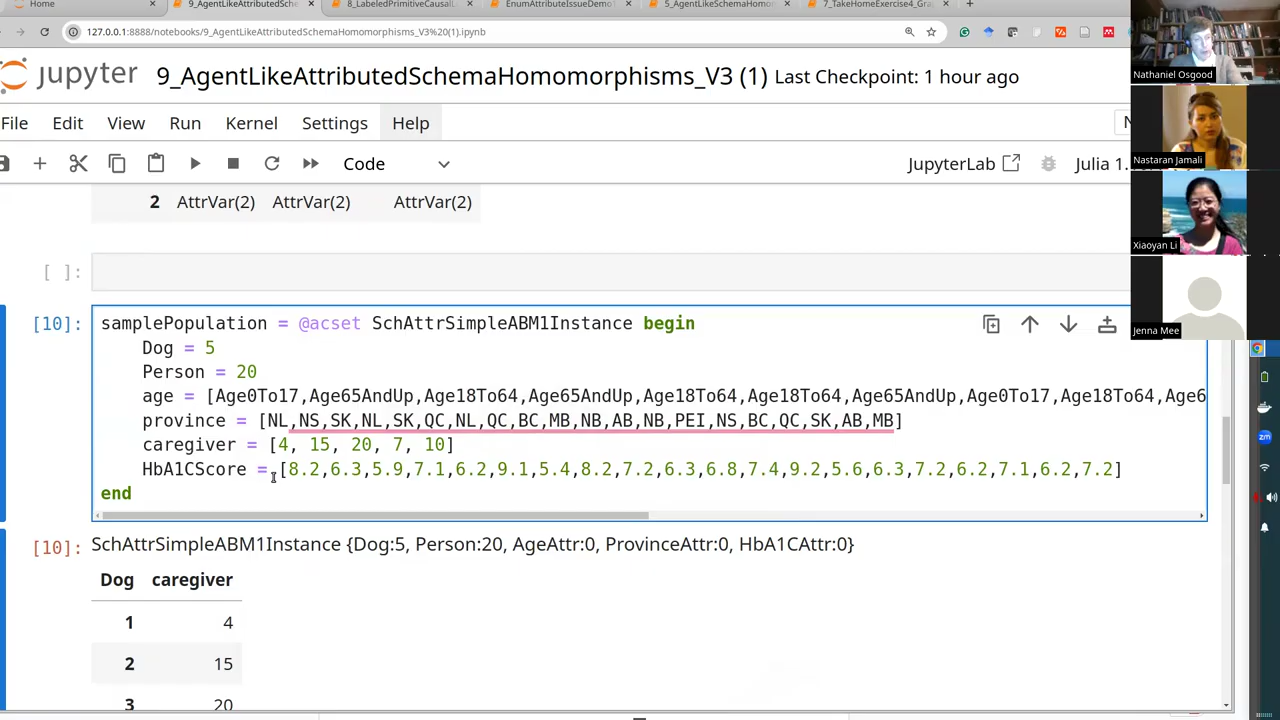 Home
9_AgentLikeAttributedSche
8_LabeledPrimitiveCausalL
EnumAttributeIssueDemo1
5_AgentLikeSchemaHomom
7_TakeHomeExercise4_Gra
127.0.0.1:8888/notebooks/9_AgentLikeAttributedSchemaHomomorphisms_V3%20(1).ipynb
jupyter 9_AgentLikeAttributedSchemaHomomorphisms_V3 (1) Last Checkpoint: 1 hour ago
File Edit View Run Kernel Settings Help
Code JupyterLab Julia 1.
2 AttrVar(2) AttrVar(2) AttrVar(2)
[ ]:
[10]: samplePopulation = @acset SchAttrSimpleABM1Instance begin
Dog = 5
Person = 20
age = [Age0To17,Age65AndUp,Age18To64,Age65AndUp,Age18To64,Age65AndUp,Age0To17,Age18To64,Age6
province = [NL,NS,SK,NL,SK,QC,NL,QC,BC,MB,NB,AB,NB,PEI,NS,BC,QC,SK,AB,MB]
caregiver = [4, 15, 20, 7, 10]
HbA1CScore = [8.2,6.3,5.9,7.1,6.2,9.1,5.4,8.2,7.2,6.3,6.8,7.4,9.2,5.6,6.3,7.2,6.2,7.1,6.2,7.2]
end
[10]: SchAttrSimpleABM1Instance {Dog:5, Person:20, AgeAttr:0, ProvinceAttr:0, HbA1CAttr:0}
Dog caregiver
1 4
2 15
3 20
Nathaniel Osgood
Nastaran Jamali
Xiaoyan Li
Jenna Mee